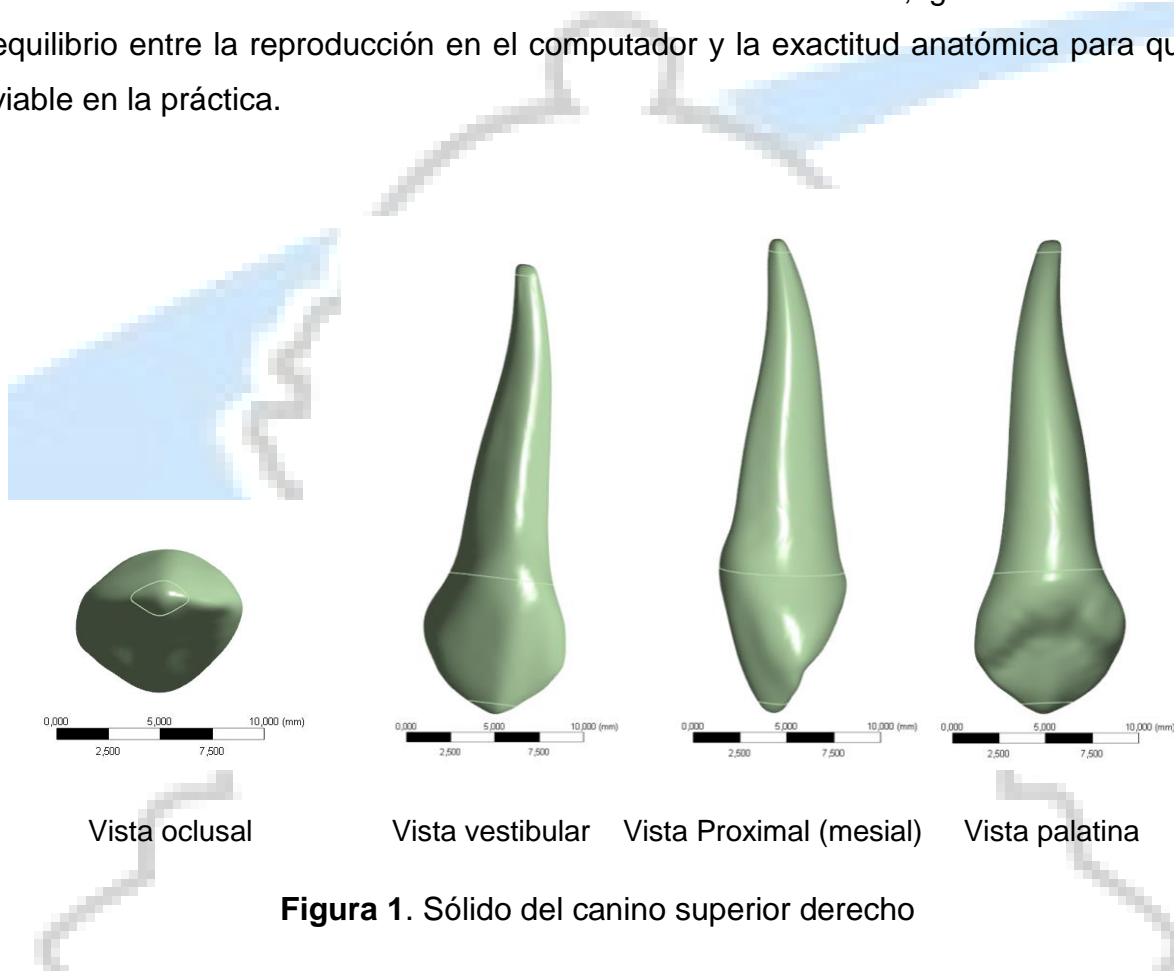 equilibrio entre la reproducción en el computador y la exactitud anatómica para
viable en la práctica.
0,000 5,000 10,000 (mm)
2,500 7,500
0,000 5,000 10,000 (mm)
2,500 7,500
0,000 5,000 10,000 (mm)
2,500 7,500
0,000 5,000 10,000 (mm)
2,500 7,500
Vista oclusal Vista vestibular Vista Proximal (mesial) Vista palatina
Figura 1. Sólido del canino superior derecho